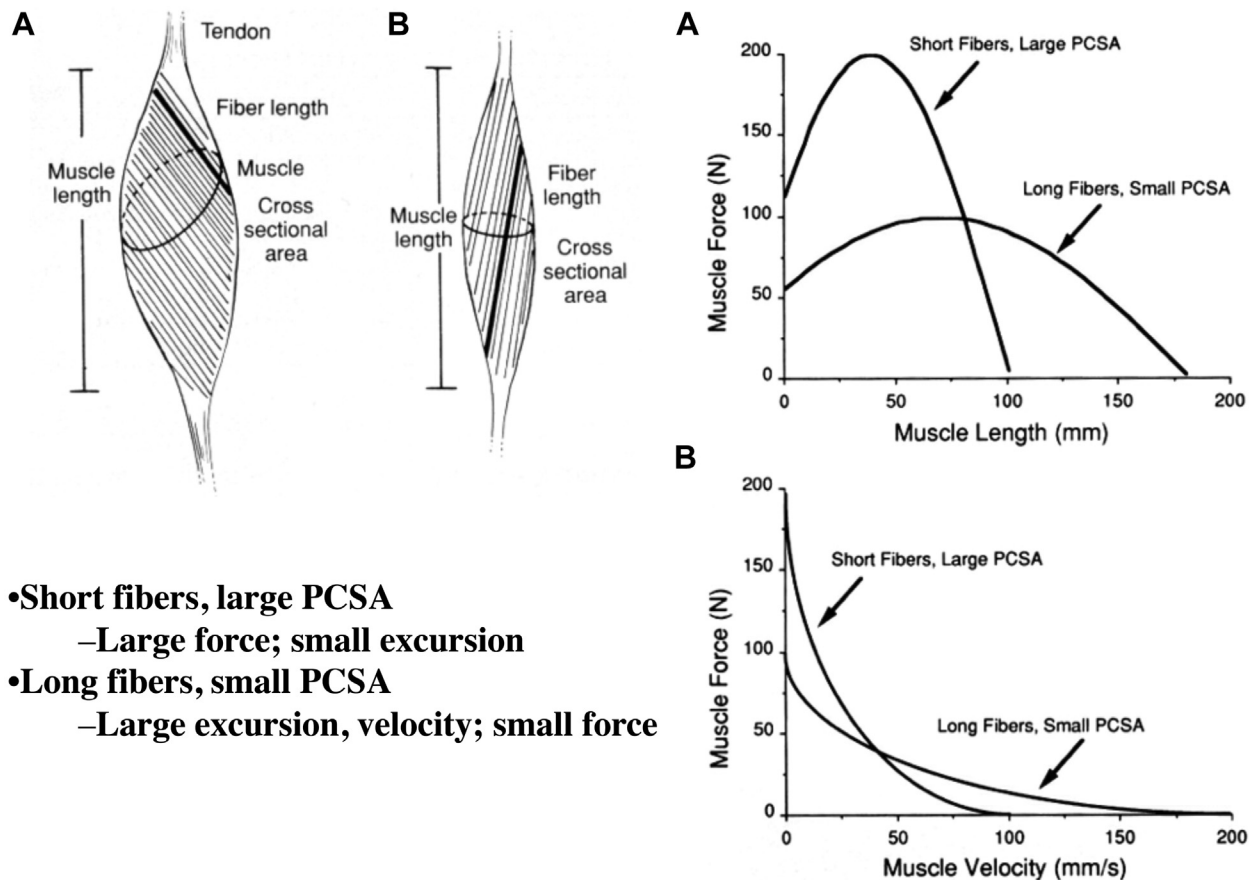 A
Tendon
Fiber length
Muscle
length
Muscle
Cross
sectional
area
B
Fiber
length
Muscle
length
Cross
sectional
area
•Short fibers, large PCSA
–Large force; small excursion
•Long fibers, small PCSA
–Large excursion, velocity; small force
A
Short Fibers, Large PCSA
Long Fibers, Small PCSA
Muscle Force (N)
200
150
100
50
0
0 50 100 150 200
Muscle Length (mm)
B
Short Fibers, Large PCSA
Long Fibers, Small PCSA
Muscle Force (N)
200
150
100
50
0
0 50 100 150 200
Muscle Velocity (mm/s)